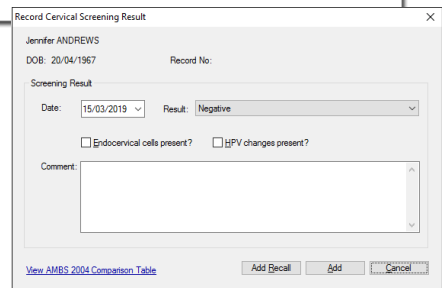 Record Cervical Screening Result
Jennifer ANDREWS
DOB: 20/04/1967 Record No:
Screening Result
Date: 15/03/2019 Result: Negative
Endocervical cells present? HPV changes present?
Comment:
View AMBS 2004 Comparison Table Add Recall Add Cancel